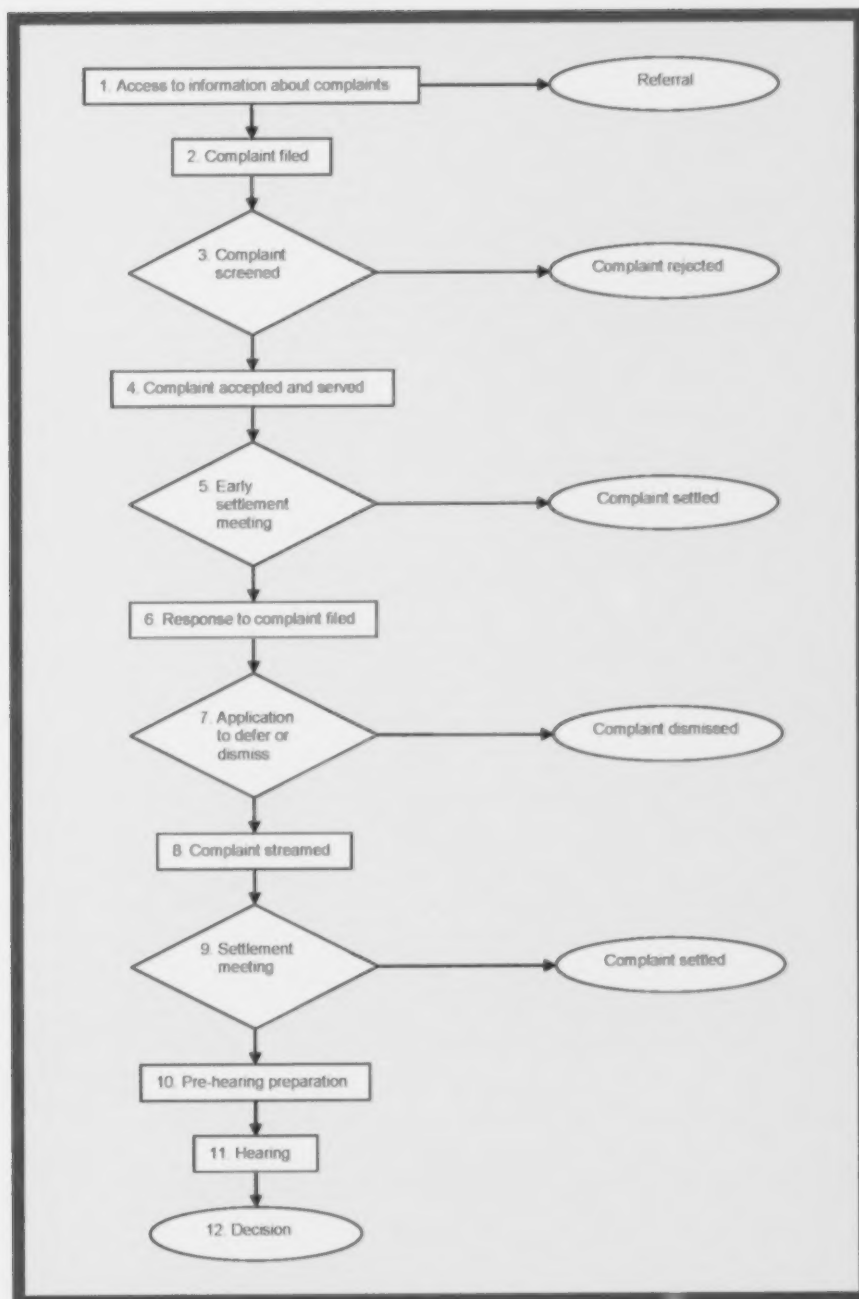 1. Access to information about complaints
Referral
2. Complaint filed
3. Complaint
screened
Complaint rejected
4. Complaint accepted and served
5. Early
settlement
meeting
Complaint settled
6. Response to complaint filed
7. Application
to defer or
dismiss
Complaint dismissed
8. Complaint streamed
9. Settlement
meeting
Complaint settled
10. Pre-hearing preparation
11. Hearing
12. Decision